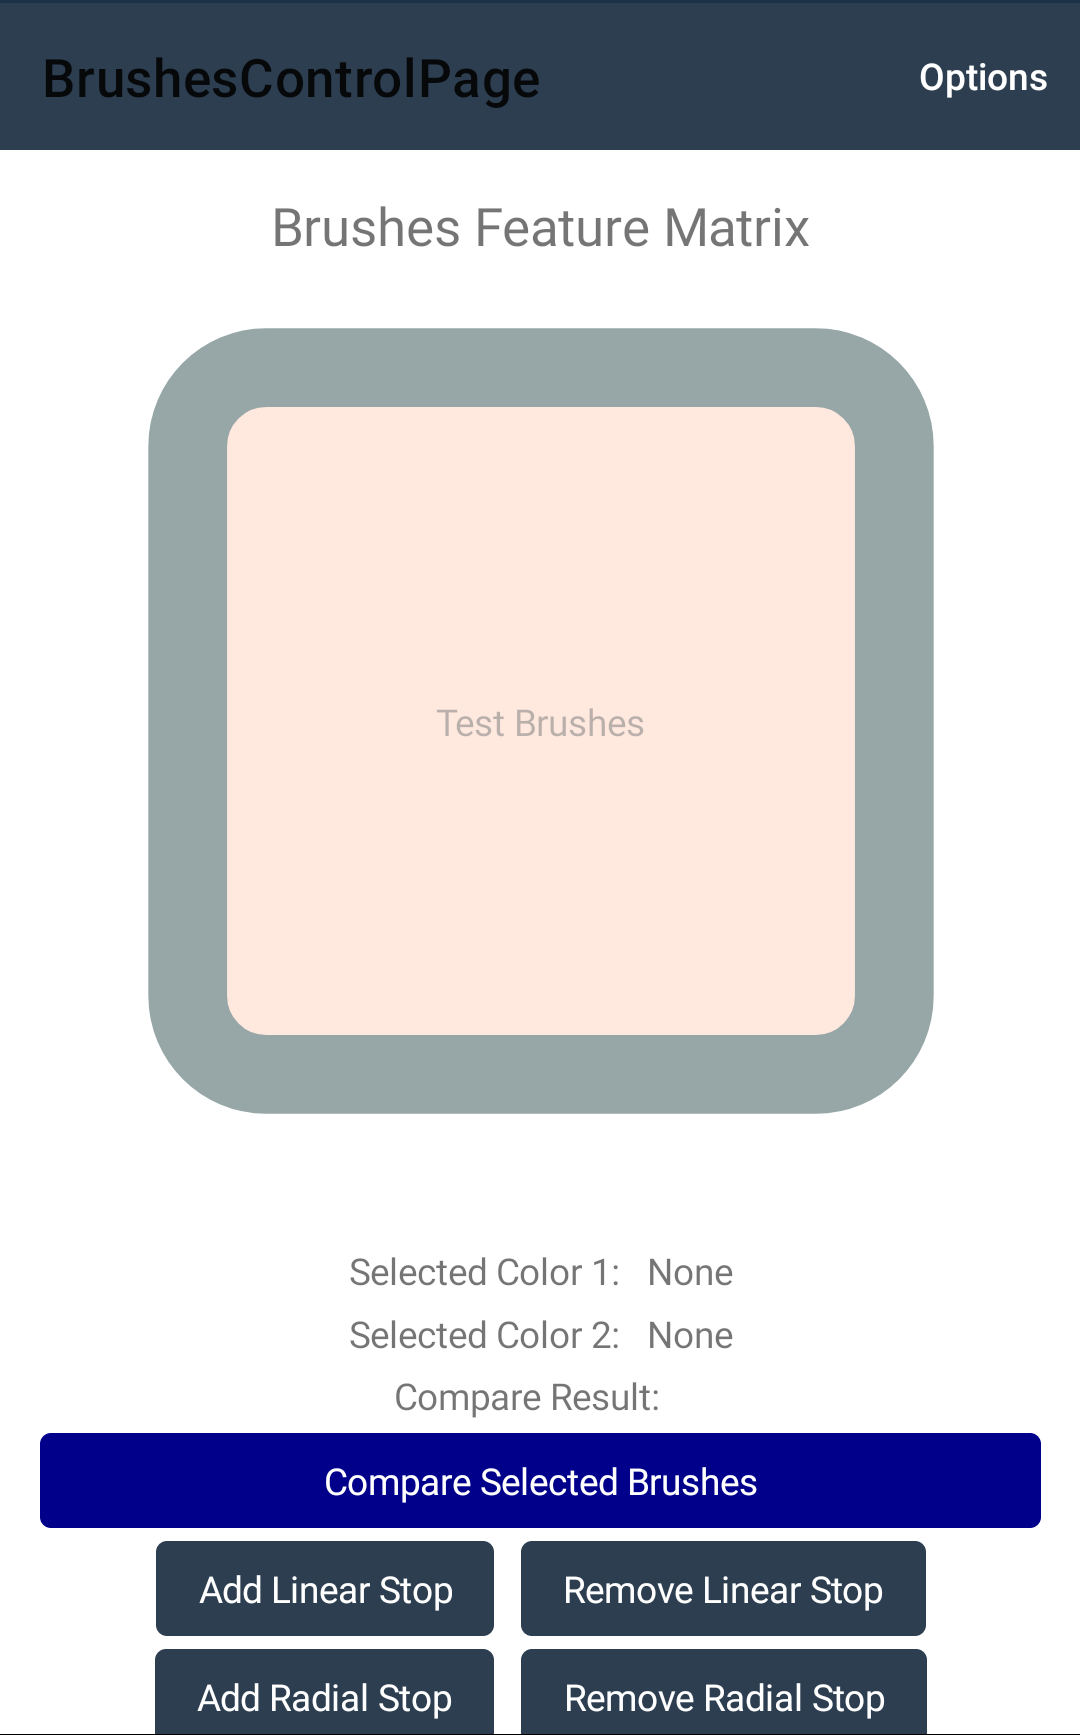 BrushesControlPage Options
Brushes Feature Matrix
Test Brushes
Selected Color 1: None
Selected Color 2: None
Compare Result:
Compare Selected Brushes
Add Linear Stop Remove Linear Stop
Add Radial Stop Remove Radial Stop